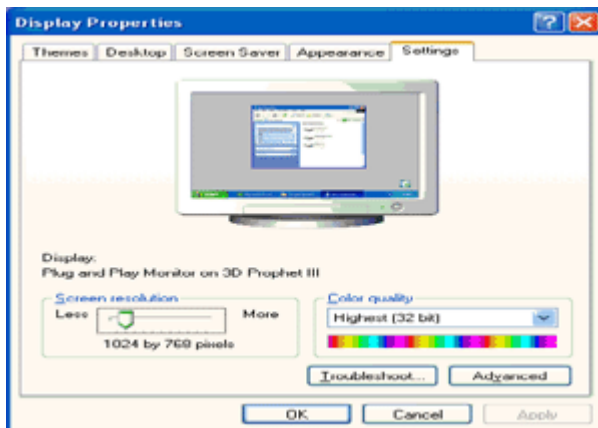 Display Properties
Themes Desktop Screen Saver Appearance Settings
Display:
Plug and Play Monitor on 3D Prophet III
Screen resolution
Less More
1024 by 768 pixels
Color quality
Highest (32 bit)
Troubleshoot... Advanced
OK Cancel Apply